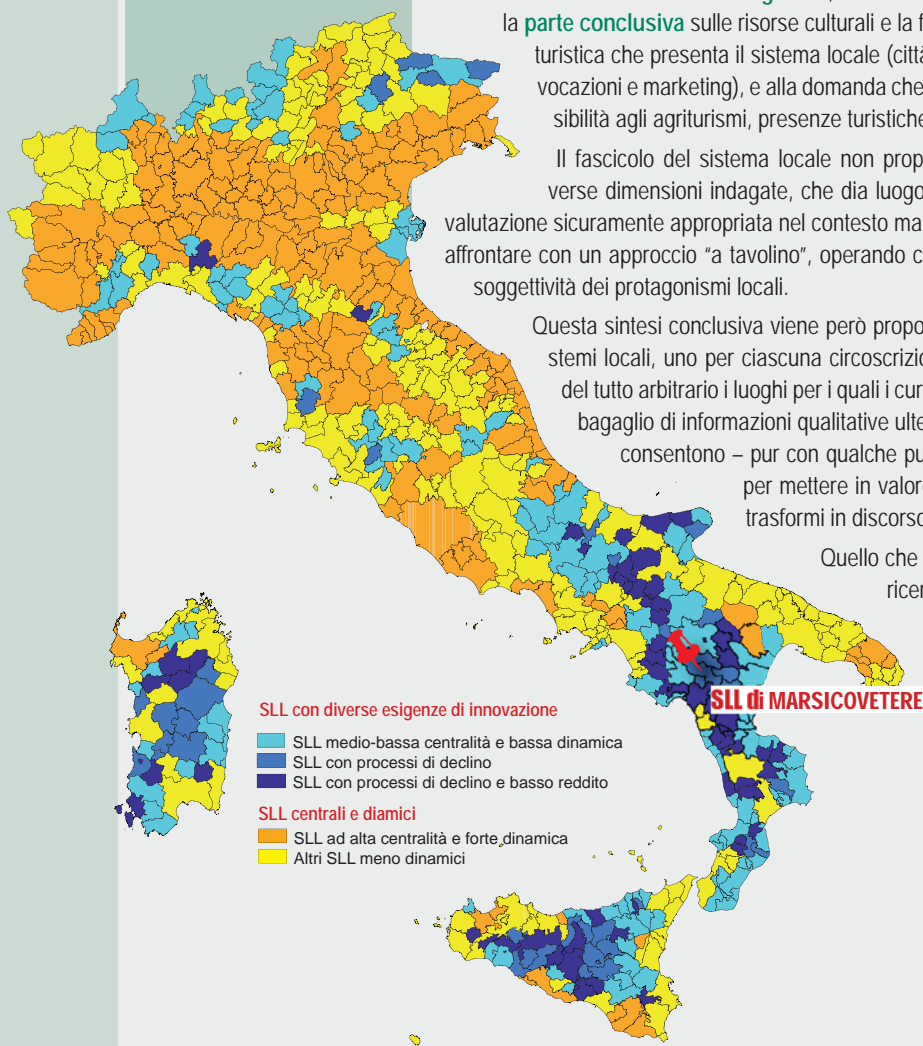 la parte conclusiva sulle risorse culturali e la f
turistica che presenta il sistema locale (citt
vocazioni e marketing), e alla domanda che
sibilità agli agriturismi, presenze turistiche
Il fascicolo del sistema locale non prop
verse dimensioni indagate, che dia luogo
valutazione sicuramente appropriata nel contesto ma
affrontare con un approccio “a tavolino”, operando c
soggettività dei protagonismi locali.
Questa sintesi conclusiva viene però propo
stemi locali, uno per ciascuna circoscrizio
del tutto arbitrario i luoghi per i quali i cur
bagaglio di informazioni qualitative ulte
consentono – pur con qualche pu
per mettere in valor
trasformi in discorso
Quello che
ricer
SLL di MARSICOVETERE
SLL con diverse esigenze di innovazione
SLL medio-bassa centralità e bassa dinamica
SLL con processi di declino
SLL con processi di declino e basso reddito
SLL centrali e diamici
SLL ad alta centralità e forte dinamica
Altri SLL meno dinamici